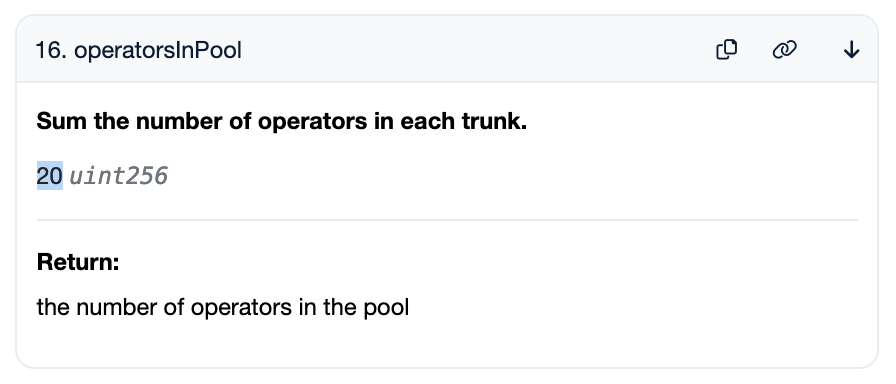 16. operatorsInPool
Sum the number of operators in each trunk.
20 uint256
Return:
the number of operators in the pool